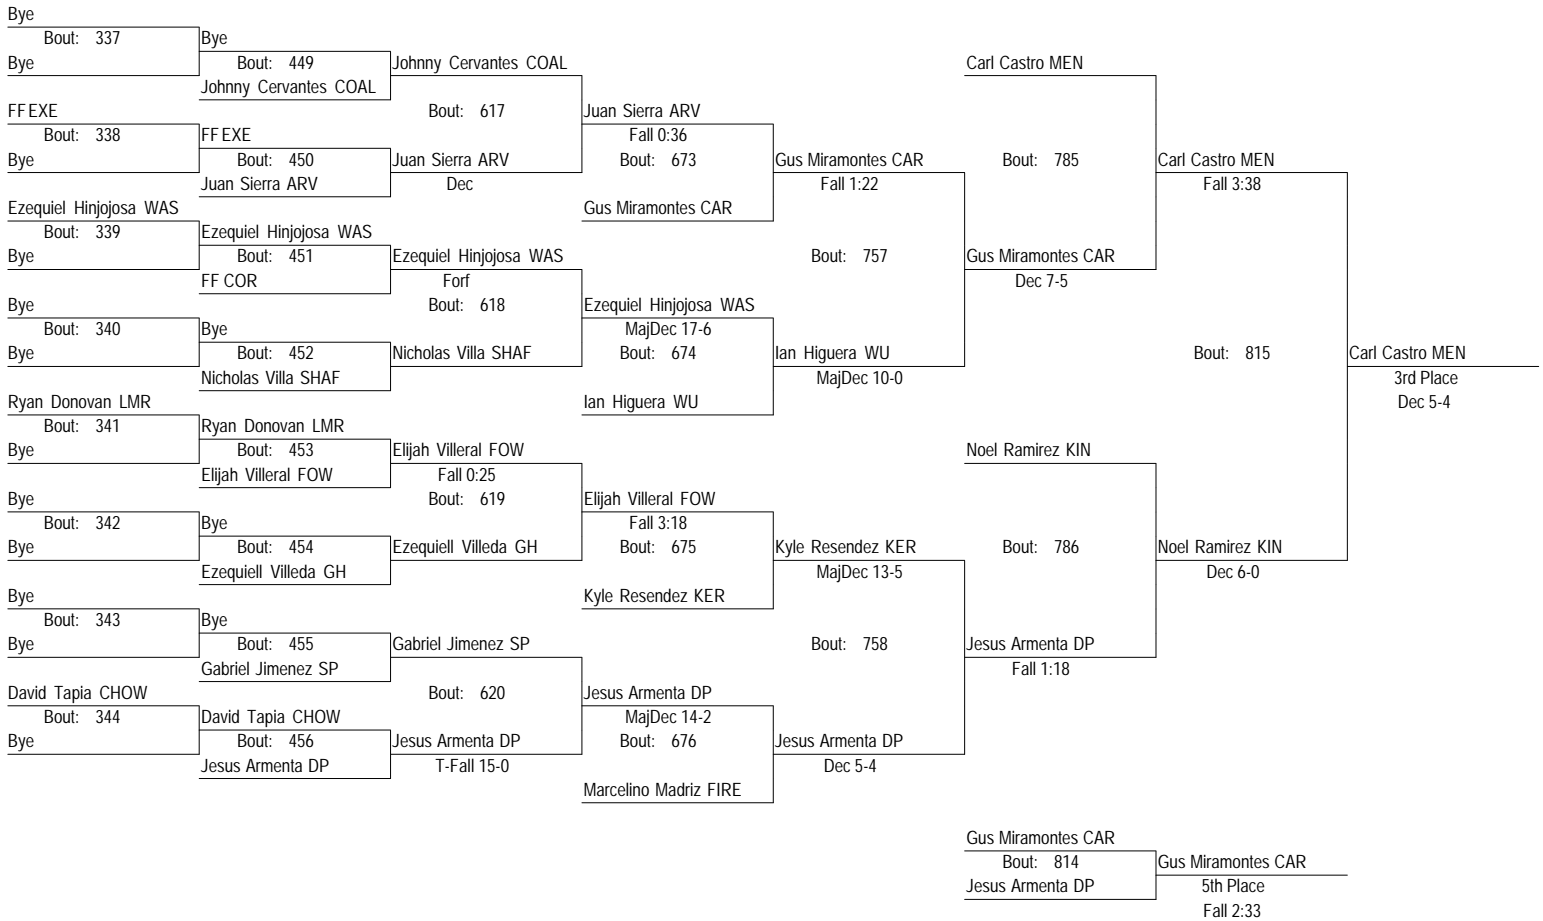 Bye
Bout: 337
Bye
Bye
Bout: 449
Johnny Cervantes COAL
Johnny Cervantes COAL
Bout: 617
FF EXE
Bout: 338
Bye
FF EXE
Bout: 450
Juan Sierra ARV
Juan Sierra ARV
Dec
Juan Sierra ARV
Fall 0:36
Bout: 673
Gus Miramontes CAR
Gus Miramontes CAR
Fall 1:22
Ezequiel Hinjojosa WAS
Bout: 339
Bye
Ezequiel Hinjojosa WAS
Bout: 451
FF COR
Ezequiel Hinjojosa WAS
Forf
Bout: 618
Bye
Bout: 340
Bye
Bye
Bout: 452
Nicholas Villa SHAF
Nicholas Villa SHAF
Ezequiel Hinjojosa WAS
MajDec 17-6
Bout: 674
Ian Higuera WU
Ian Higuera WU
MajDec 10-0
Bout: 757
Carl Castro MEN
Bout: 785
Gus Miramontes CAR
Dec 7-5
Carl Castro MEN
Fall 3:38
Ryan Donovan LMR
Bout: 341
Bye
Ryan Donovan LMR
Bout: 453
Elijah Villeral FOW
Elijah Villeral FOW
Fall 0:25
Bout: 619
Bye
Bout: 342
Bye
Bye
Bout: 454
Ezequiell Villeda GH
Ezequiell Villeda GH
Elijah Villeral FOW
Fall 3:18
Bout: 675
Kyle Resendez KER
Kyle Resendez KER
MajDec 13-5
Bye
Bout: 343
Bye
Bye
Bout: 455
Gabriel Jimenez SP
Gabriel Jimenez SP
Bout: 620
David Tapia CHOW
Bout: 344
Bye
David Tapia CHOW
Bout: 456
Jesus Armenta DP
Jesus Armenta DP
T-Fall 15-0
Jesus Armenta DP
MajDec 14-2
Bout: 676
Marcelino Madriz FIRE
Jesus Armenta DP
Dec 5-4
Bout: 758
Noel Ramirez KIN
Bout: 786
Jesus Armenta DP
Fall 1:18
Noel Ramirez KIN
Dec 6-0
Bout: 815
Carl Castro MEN
3rd Place
Dec 5-4
Gus Miramontes CAR
Bout: 814
Jesus Armenta DP
Gus Miramontes CAR
5th Place
Fall 2:33